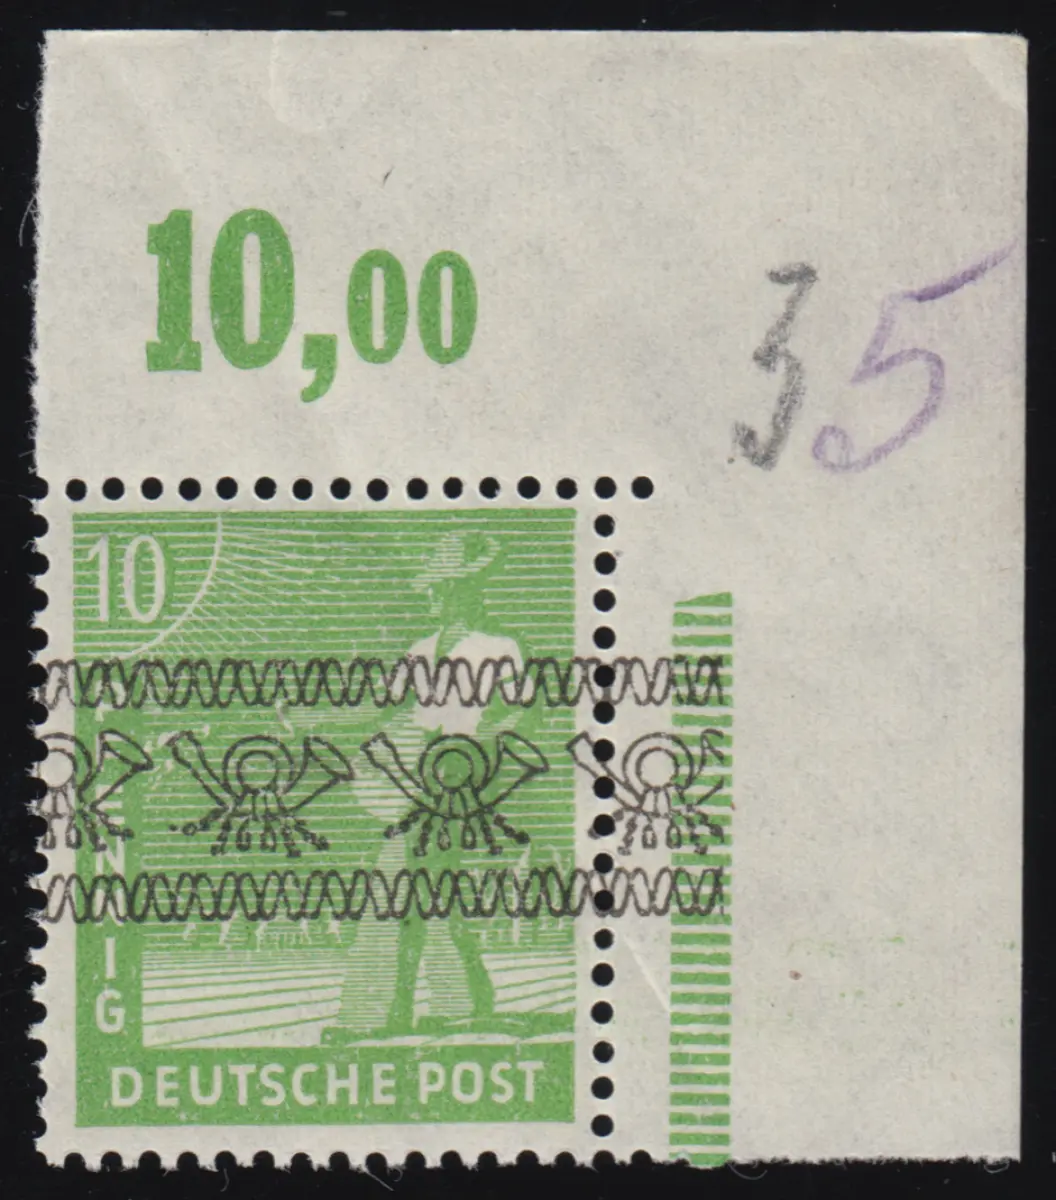 10,00
35
10
PFENNIG
DEUTSCHE POST